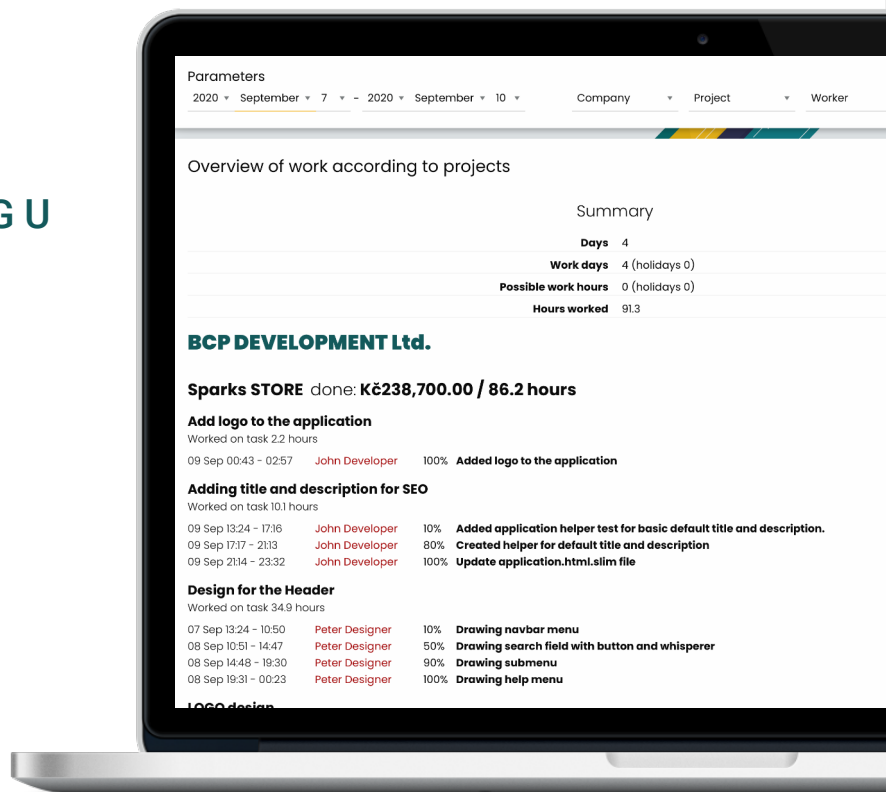 G U
Parameters
2020 September 7 - 2020 September 10 Company Project Worker
Overview of work according to projects
Summary
Days 4
Work days 4 (holidays 0)
Possible work hours 0 (holidays 0)
Hours worked 91.3
BCP DEVELOPMENT Ltd.
Sparks STORE done: Kč238,700.00 / 86.2 hours
Add logo to the application
Worked on task 2.2 hours
09 Sep 00:43 - 02:57 John Developer 100% Added logo to the application
Adding title and description for SEO
Worked on task 10.1 hours
09 Sep 13:24 - 17:16 John Developer 10% Added application helper test for basic default title and description.
09 Sep 17:17 - 21:13 John Developer 80% Created helper for default title and description
09 Sep 21:14 - 23:32 John Developer 100% Update application.html.slim file
Design for the Header
Worked on task 34.9 hours
07 Sep 13:24 - 10:50 Peter Designer 10% Drawing navbar menu
08 Sep 10:51 - 14:47 Peter Designer 50% Drawing search field with button and whisperer
08 Sep 14:48 - 19:30 Peter Designer 90% Drawing submenu
08 Sep 19:31 - 00:23 Peter Designer 100% Drawing help menu
LOGO design